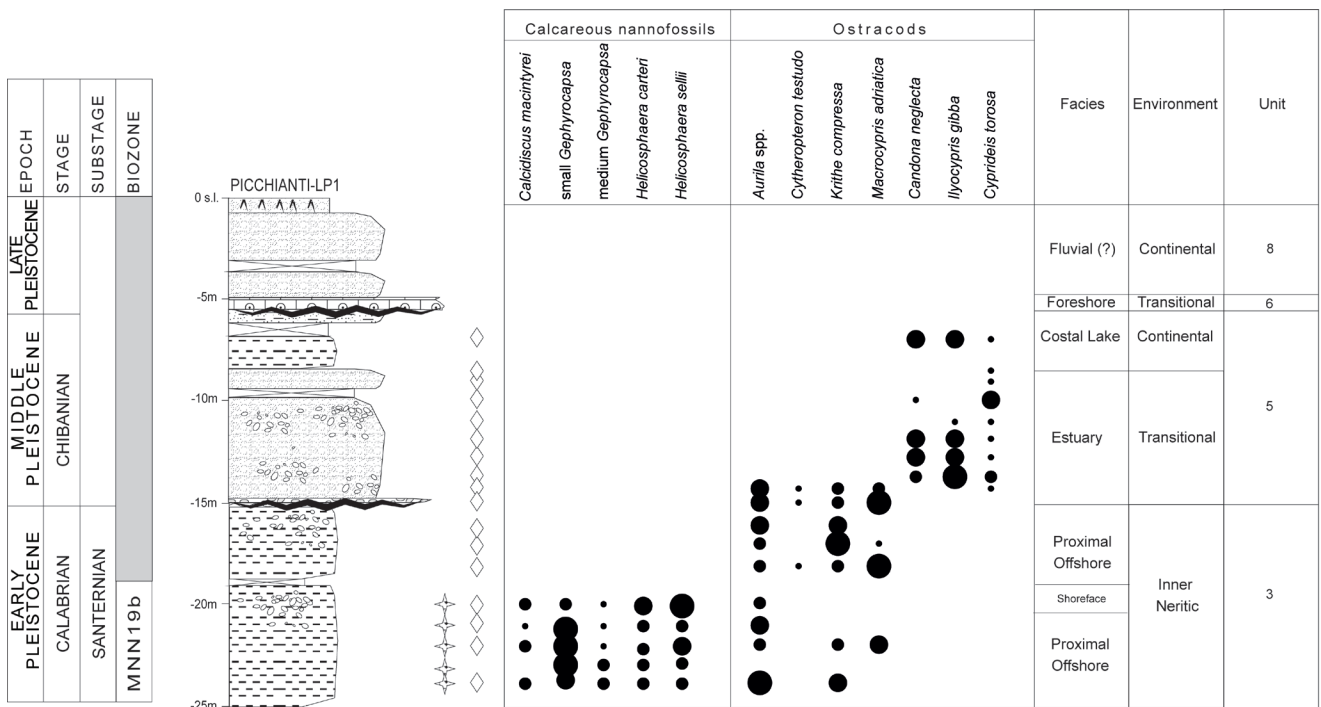 Calcareous nannofossils
Ostracods
EPOCH
STAGE
SUBSTAGE
BIOZONE
Calcidiscus macintyrei
small Gephyrocapsa
medium Gephyrocapsa
Helicosphaera carteri
Helicosphaera sellii
Aurila spp.
Cytheropteron testudo
Krithe compressa
Macrocypris adriatica
Candona neglecta
Ilyocypris gibba
Cyprideis torosa
Facies
Environment
Unit
PICCHIANTI-LP1
0 s.l.
-5m
-10m
-15m
-20m
-25m
LATE
PLEISTOCENE
MIDDLE
PLEISTOCENE
EARLY
PLEISTOCENE
CHIBANIAN
CALABRIAN
SANTERNIAN
MNN19b
Fluvial (?)
Continental
8
Foreshore
Transitional
6
Costal Lake
Continental
5
Estuary
Transitional
Proximal
Offshore
Shoreface
Proximal
Offshore
Inner
Neritic
3